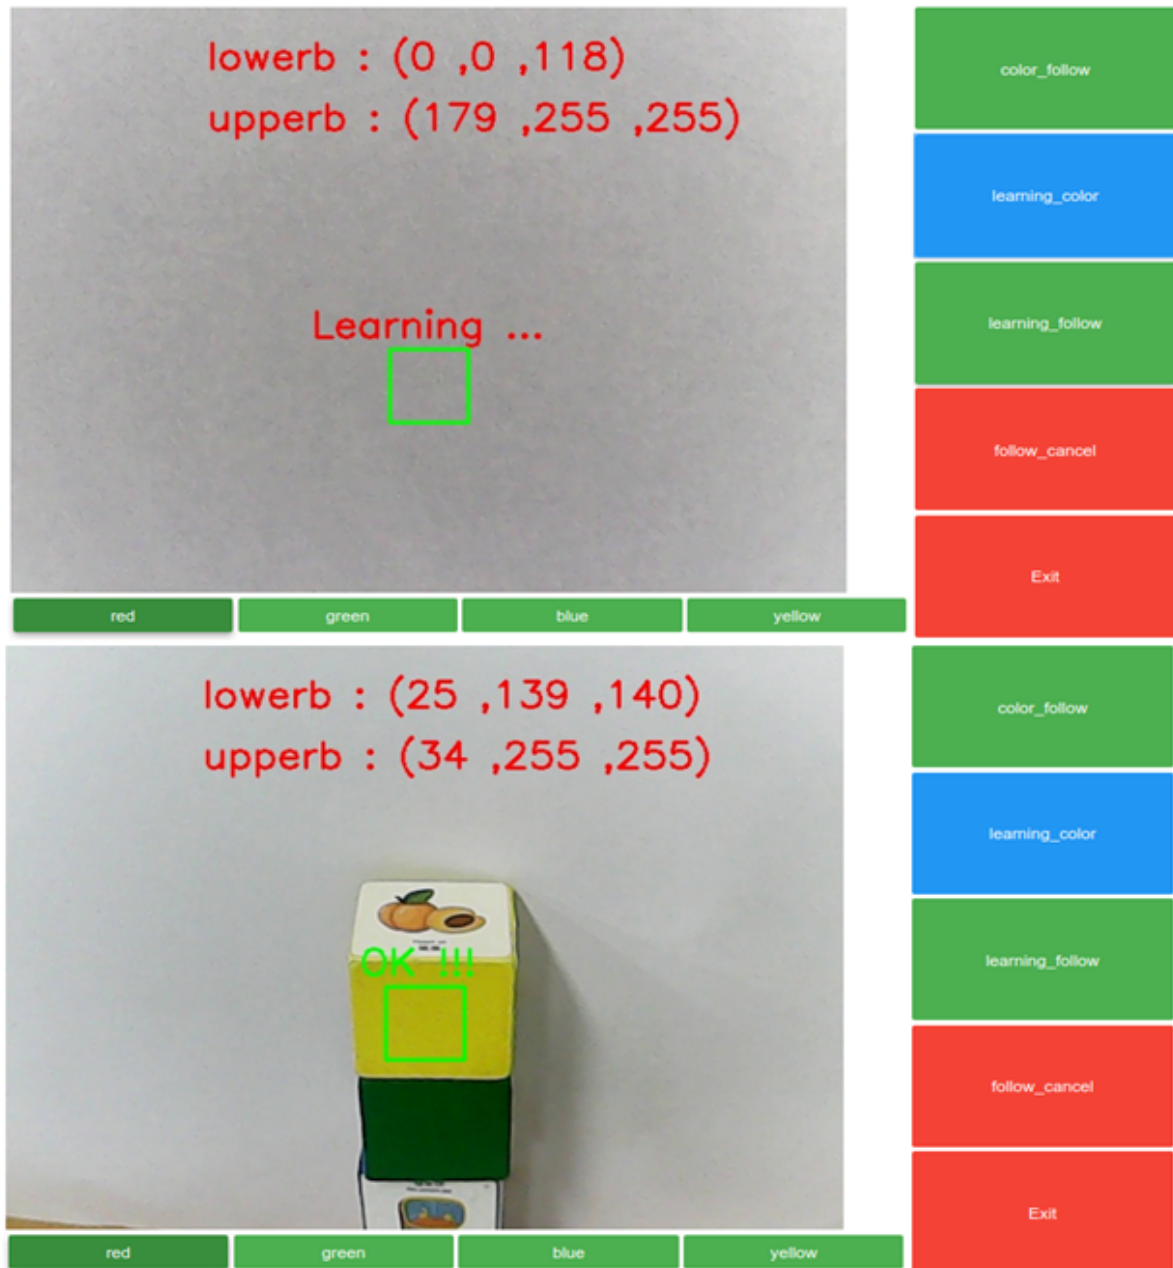 lowerb : (0 ,0 ,118)
upperb : (179 ,255 ,255)
Learning ...
color_follow
learning_color
learning_follow
follow_cancel
Exit
red green blue yellow
lowerb : (25 ,139 ,140)
upperb : (34 ,255 ,255)
OK !!!
color_follow
learning_color
learning_follow
follow_cancel
Exit
red green blue yellow